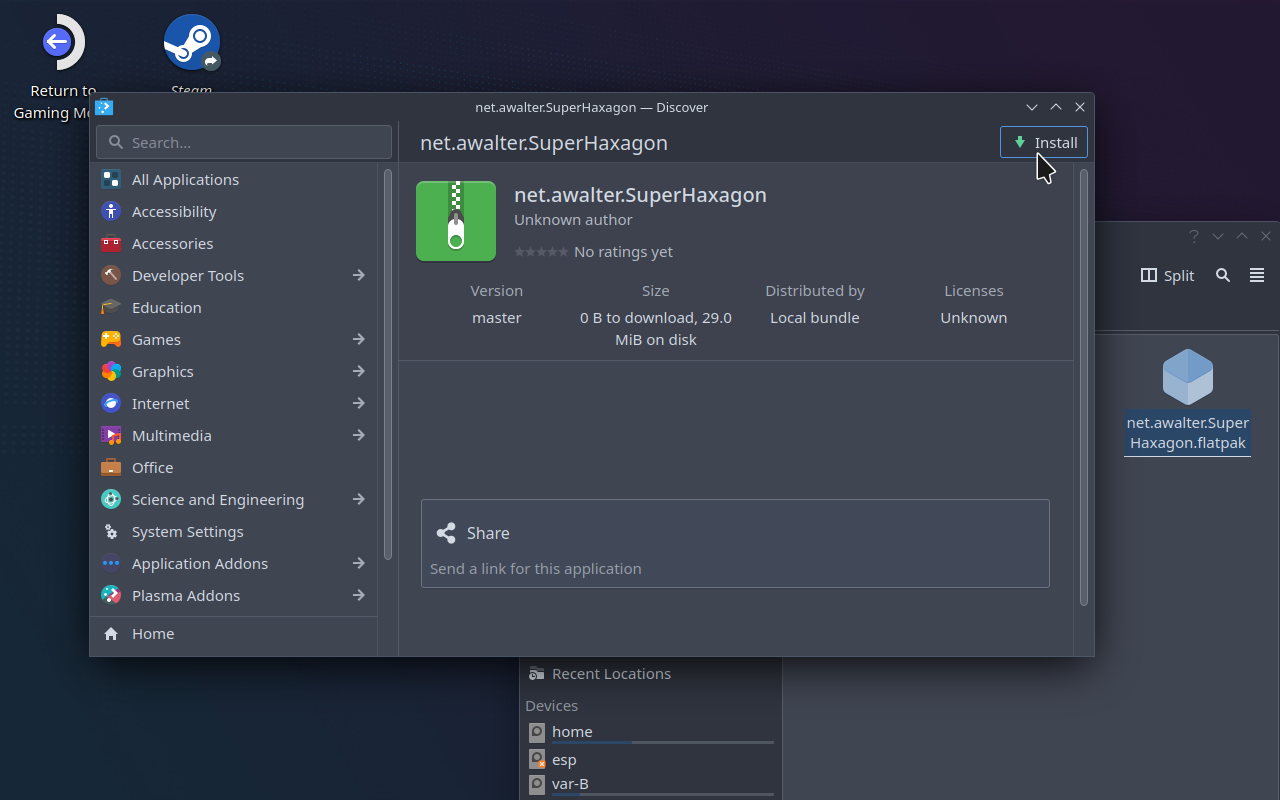 Return to
Gaming Mo
Steam
net.awalter.SuperHaxagon — Discover
Search...
net.awalter.SuperHaxagon
Install
All Applications
Accessibility
Accessories
Developer Tools
Education
Games
Graphics
Internet
Multimedia
Office
Science and Engineering
System Settings
Application Addons
Plasma Addons
Home
net.awalter.SuperHaxagon
Unknown author
No ratings yet
Version
master
Size
0 B to download, 29.0
MiB on disk
Distributed by
Local bundle
Licenses
Unknown
Share
Send a link for this application
Split
net.awalter.Super
Haxagon.flatpak
Recent Locations
Devices
home
esp
var-B